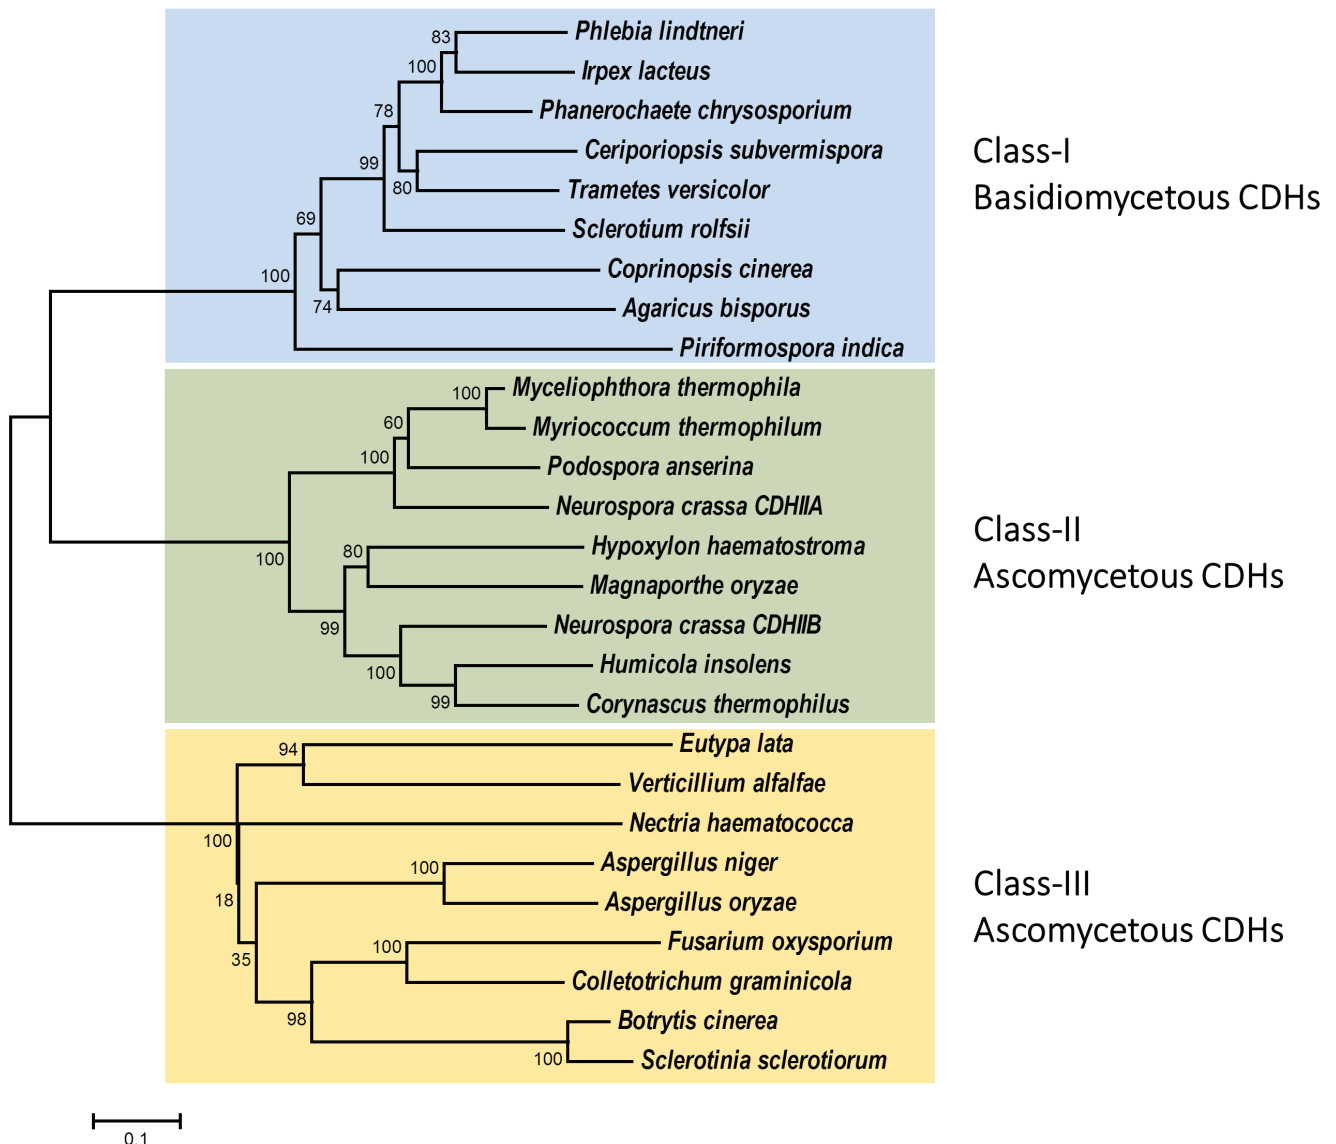 83
Phlebia lindtneri
100
Irpex lacteus
Phanerochaete chrysosporium
78
Ceriporiopsis subvermispora
99
80
Trametes versicolor
69
Sclerotium rolfsii
100
Coprinopsis cinerea
74
Agaricus bisporus
Piriformospora indica
Class-I
Basidiomycetous CDHs
100
Myceliophthora thermophila
60
Myriococcum thermophilum
100
Podospora anserina
Neurospora crassa CDHIIA
100
80
Hypoxylon haematostroma
Magnaporthe oryzae
99
Neurospora crassa CDHIIB
100
Humicola insolens
99
Corynascus thermophilus
Class-II
Ascomycetous CDHs
94
Eutypa lata
Verticillium alfalfae
Nectria haematococca
100
100
Aspergillus niger
18
Aspergillus oryzae
35
100
Fusarium oxysporium
Colletotrichum graminicola
98
Botrytis cinerea
100
Sclerotinia sclerotiorum
Class-III
Ascomycetous CDHs
0.1